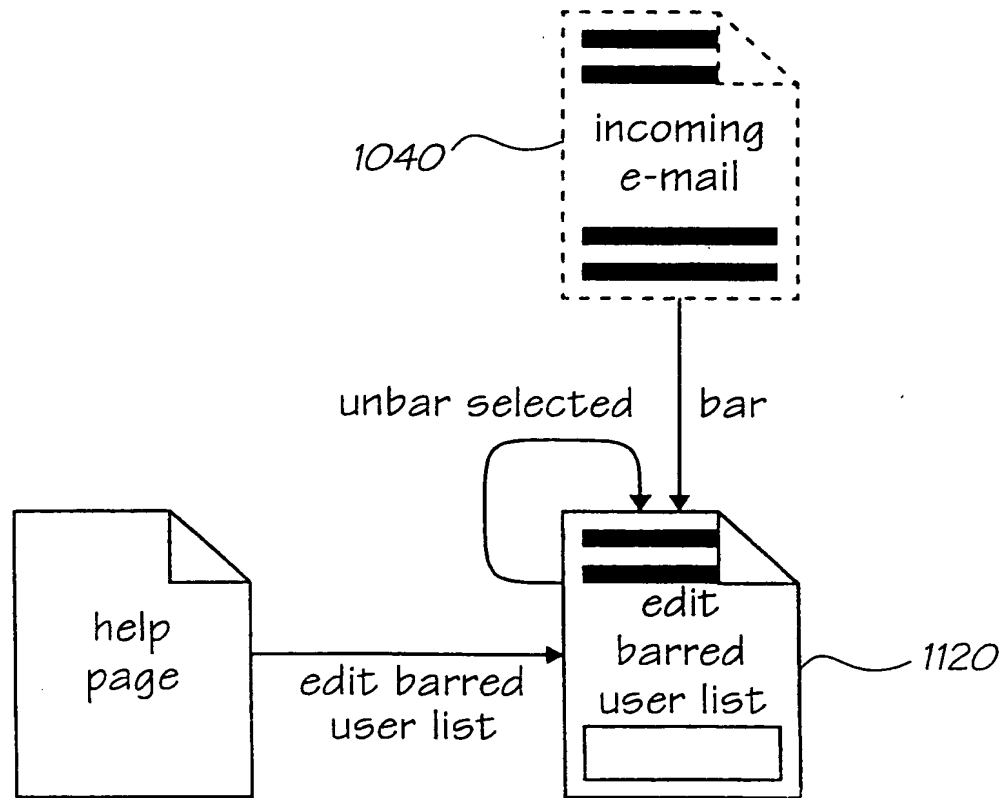 incoming
e-mail
1040
unbar selected
bar
help
page
edit barred
user list
edit
barred
user list
1120